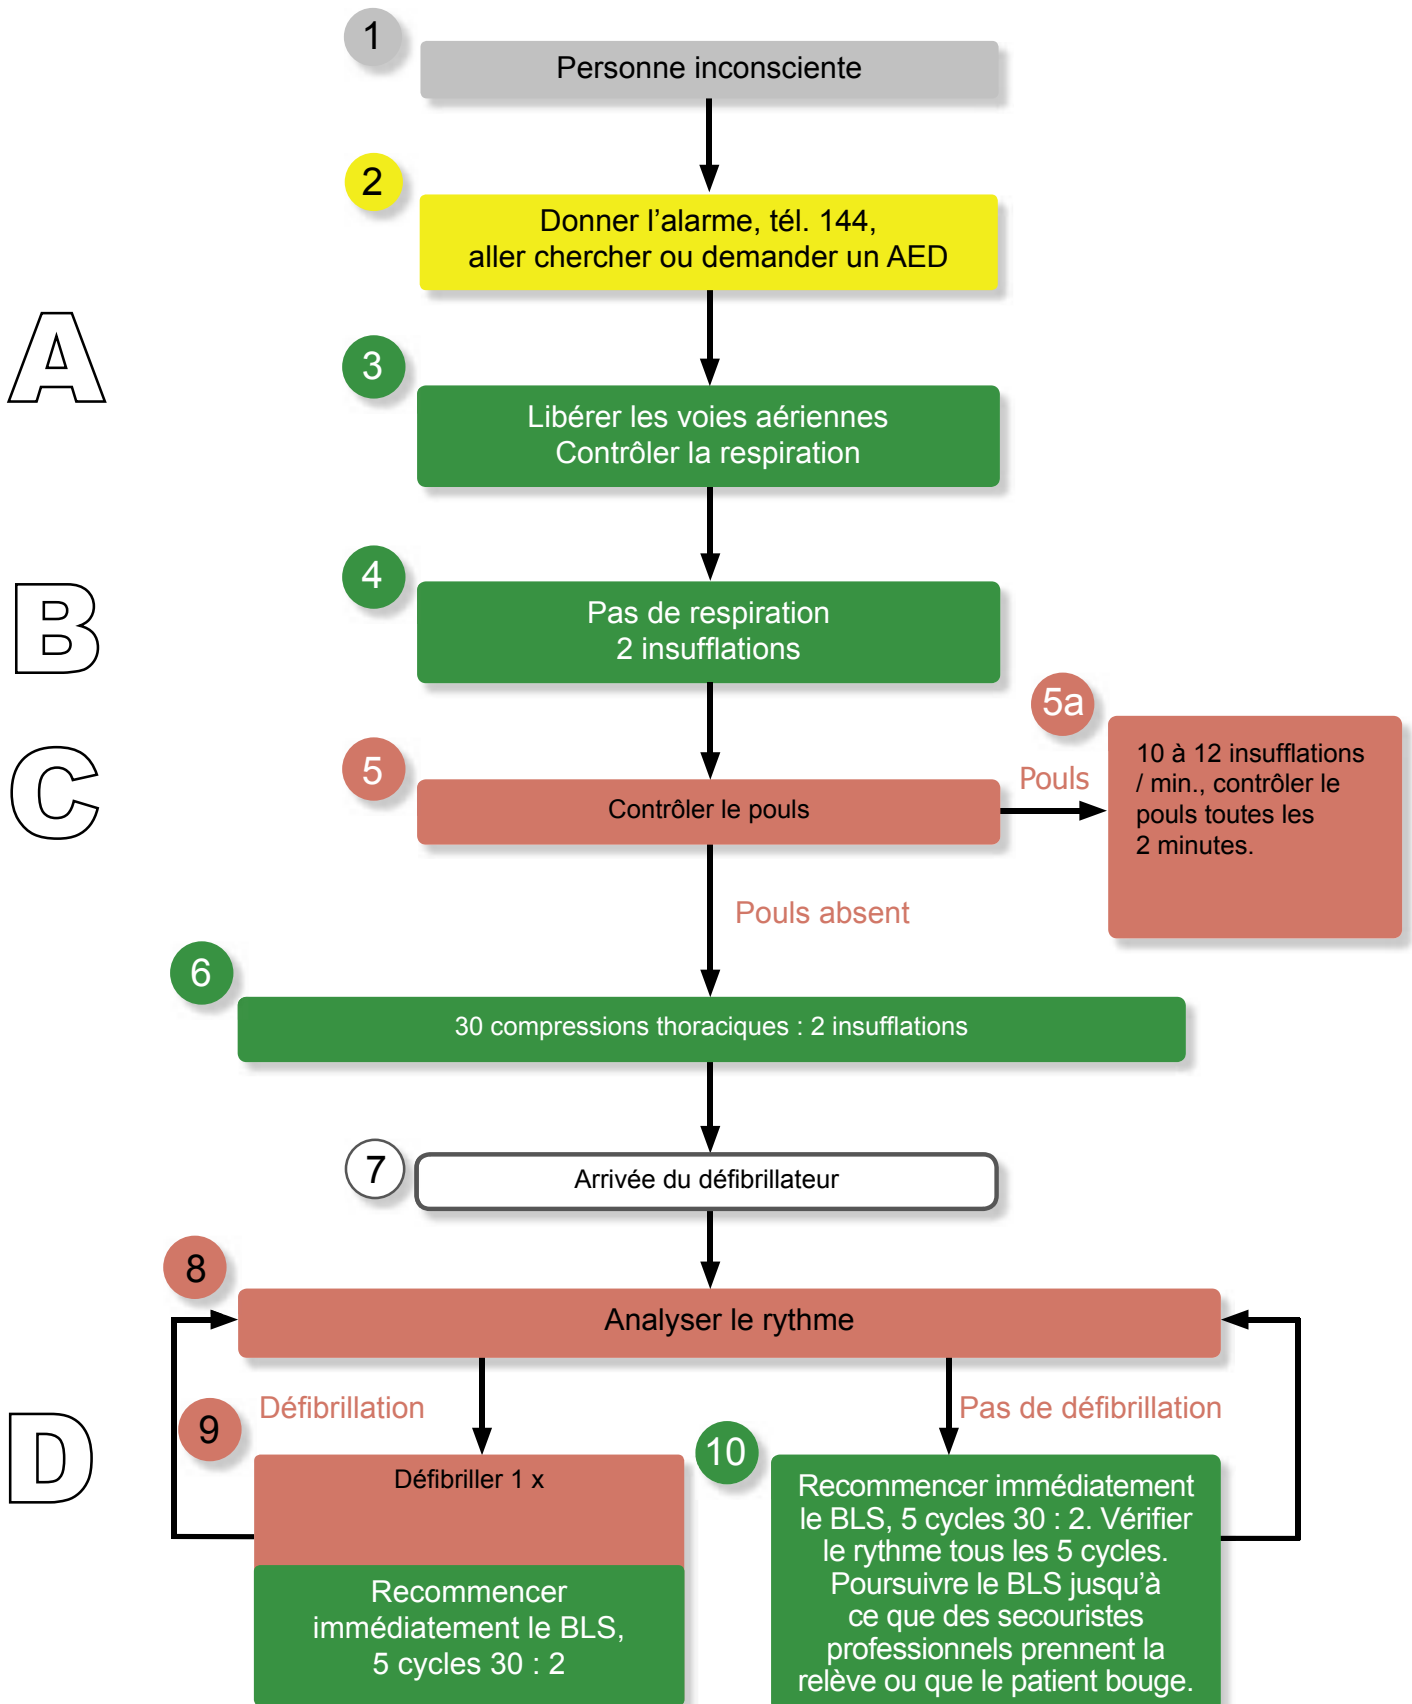 1
Personne inconsciente
2
Donner l’alarme, tél. 144,
aller chercher ou demander un AED
A
3
Libérer les voies aériennes
Contrôler la respiration
B
4
Pas de respiration
2 insufflations
C
5
Contrôler le pouls
Pouls
5a
10 à 12 insufflations
/ min., contrôler le
pouls toutes les
2 minutes.
Pouls absent
6
30 compressions thoraciques : 2 insufflations
7
Arrivée du défibrillateur
8
Analyser le rythme
D
Défibrillation
9
Défibriller 1 x
Recommencer
immédiatement le BLS,
5 cycles 30 : 2
Pas de défibrillation
10
Recommencer immédiatement
le BLS, 5 cycles 30 : 2. Vérifier
le rythme tous les 5 cycles.
Poursuivre le BLS jusqu’à
ce que des secouristes
professionnels prennent la
relève ou que le patient bouge.